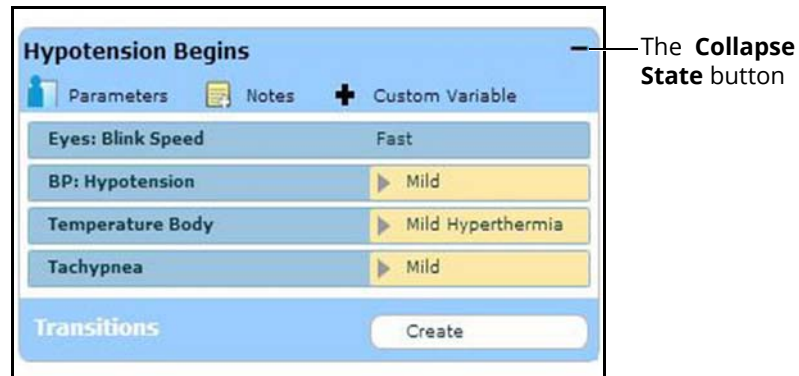 Hypotension Begins
The Collapse
State button
Parameters Notes Custom Variable
Eyes: Blink Speed Fast
BP: Hypotension Mild
Temperature Body Mild Hyperthermia
Tachypnea Mild
Transitions Create